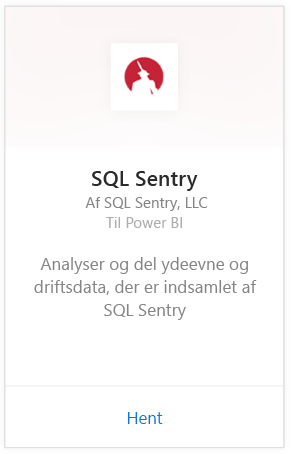 SQL Sentry
Af SQL Sentry, LLC
Til Power BI
Analyser og del ydeevne og
driftsdata, der er indsamlet af
SQL Sentry
Hent